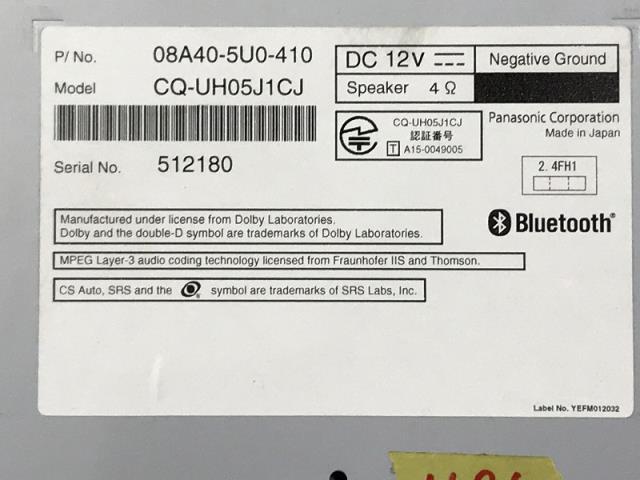 P/No. 08A40-5U0-410
Model CQ-UH05J1CJ
Serial No. 512180
DC 12V Negative Ground
Speaker 4 Ω
CQ-UH05J1CJ
認証番号
T A15-0049005
Panasonic Corporation
Made in Japan
2.4FH1
Bluetooth®
Manufactured under license from Dolby Laboratories.
Dolby and the double-D symbol are trademarks of Dolby Laboratories.
MPEG Layer-3 audio coding technology licensed from Fraunhofer IIS and Thomson.
CS Auto, SRS and the symbol are trademarks of SRS Labs, Inc.
Label No. YEFM012032